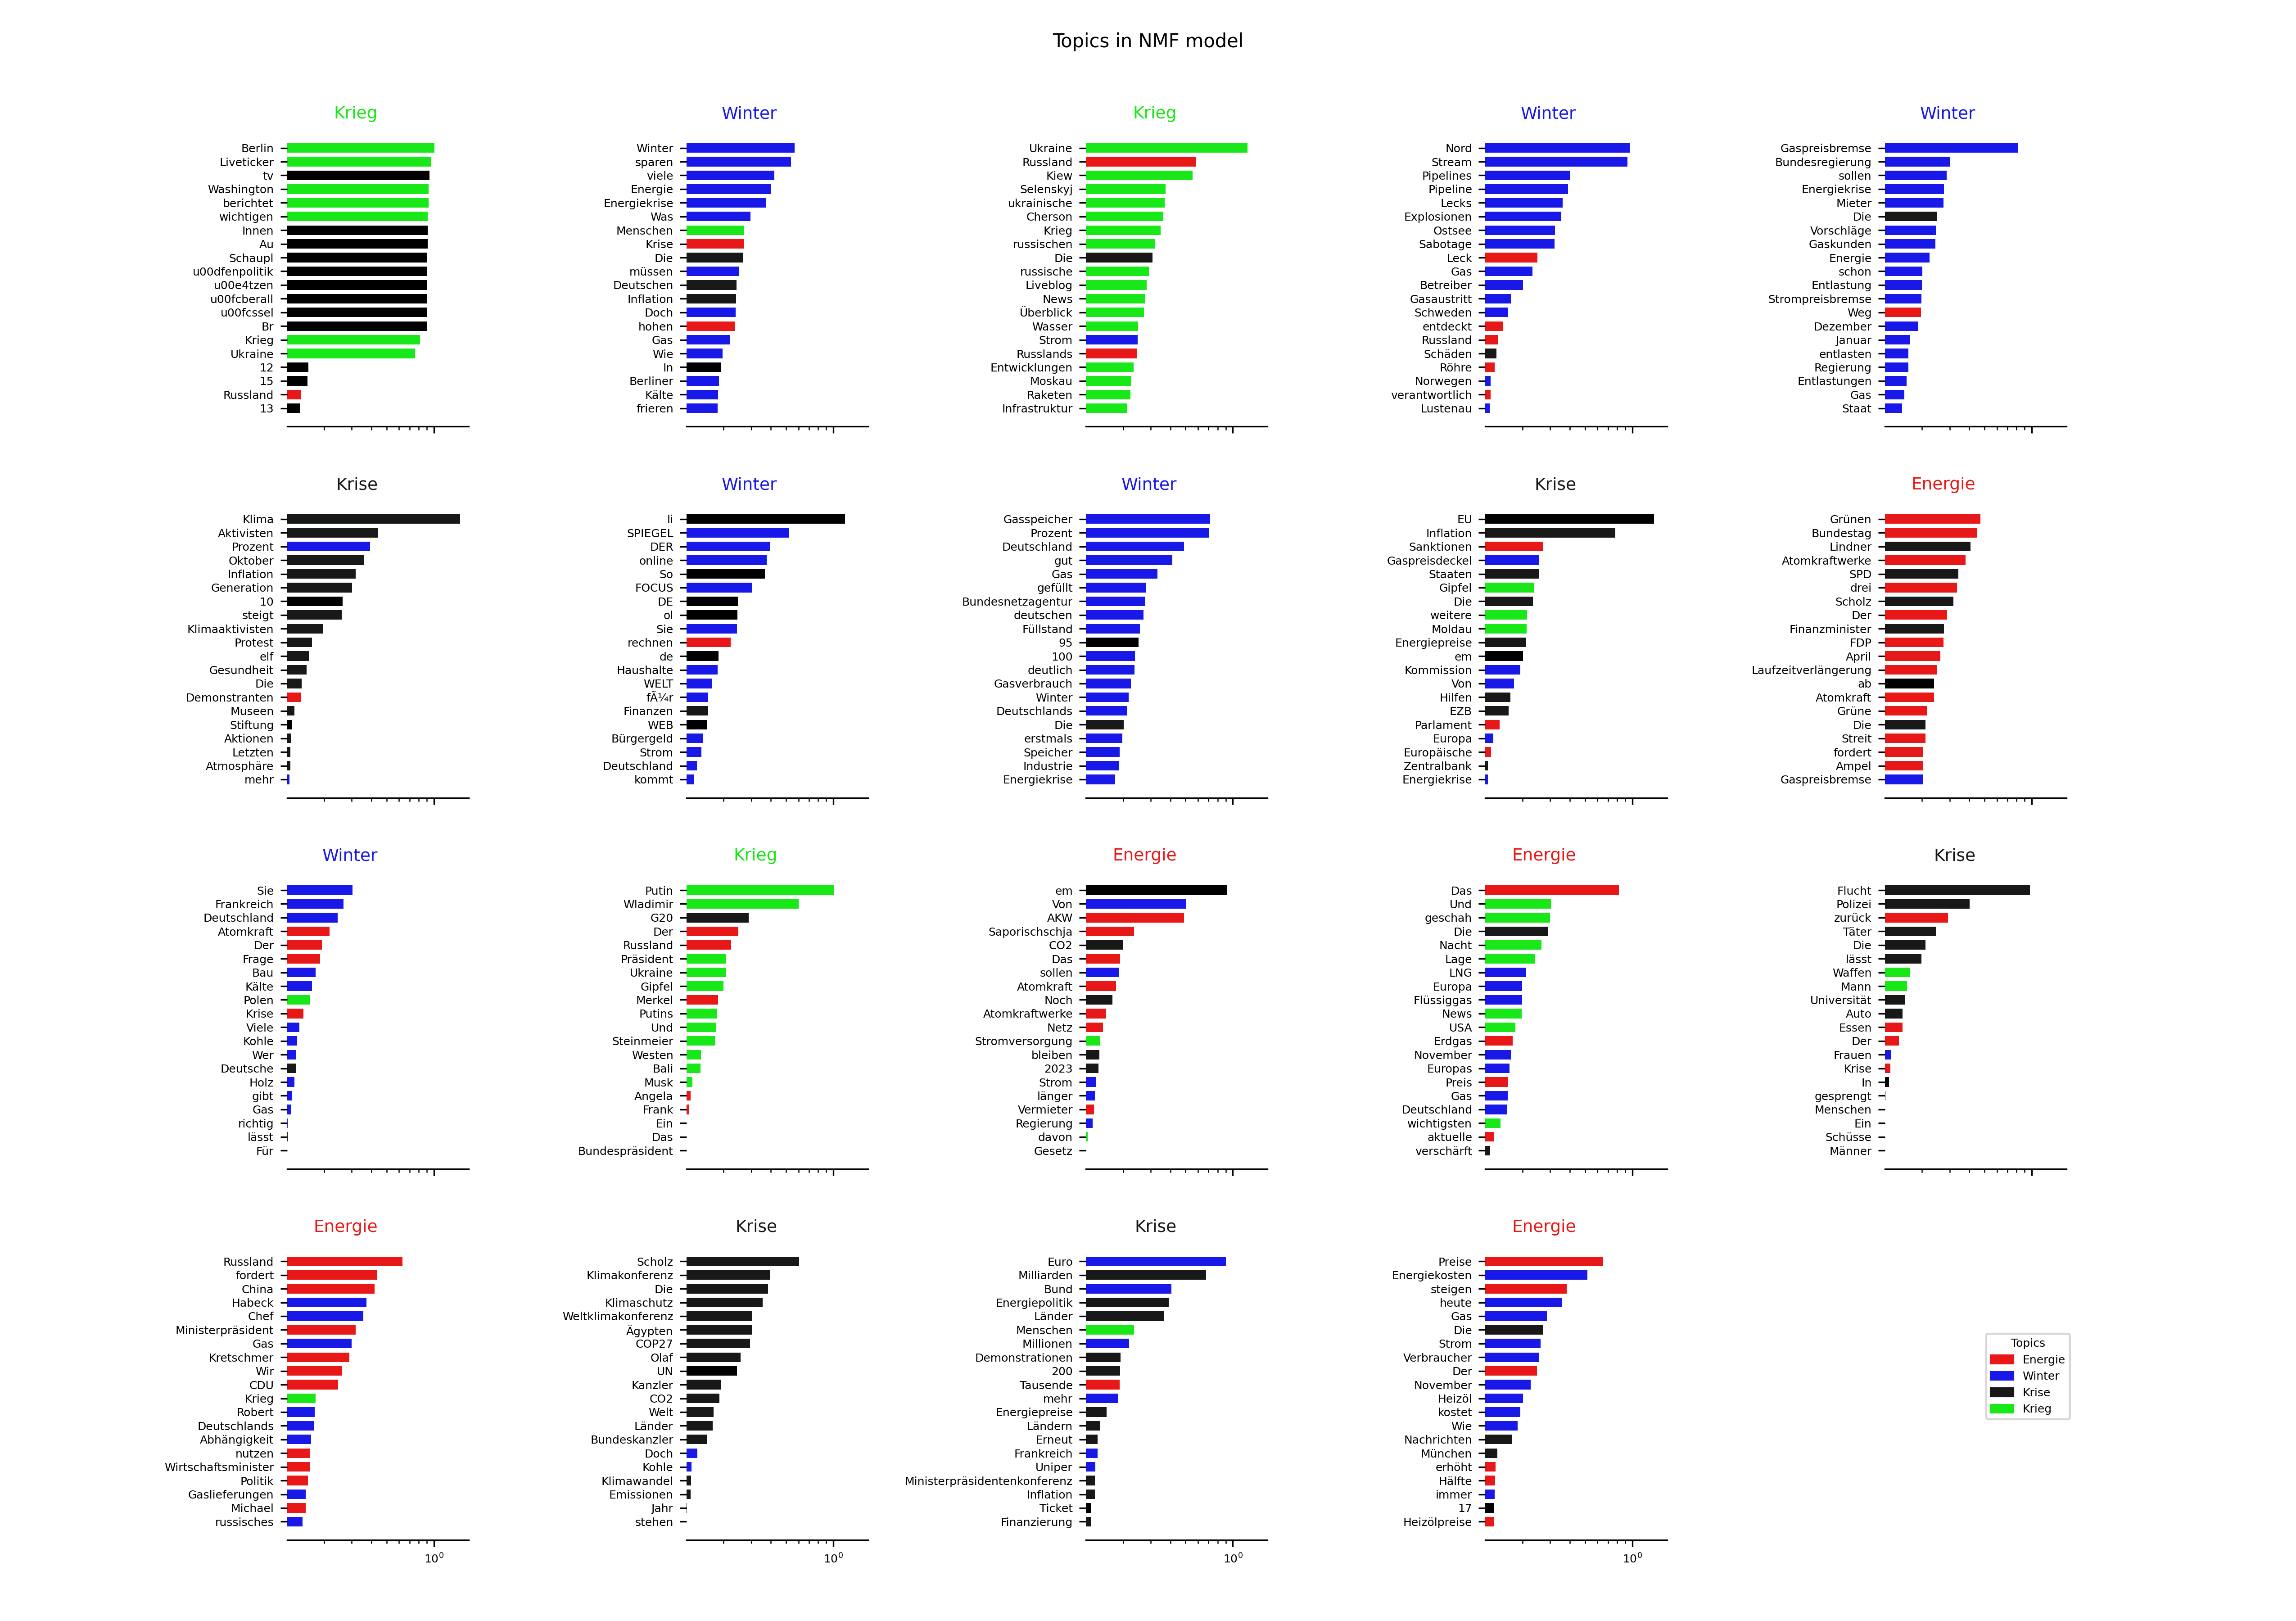 Topics in NMF model
Krieg
Berlin
Liveticker
tv
Washington
berichtet
wichtigen
Innen
Au
Schaupl
u00dfenpolitik
u00e4tzen
u00fcberall
u00fcssel
Br
Krieg
Ukraine
12
15
Russland
13
Winter
Winter
sparen
viele
Energie
Energiekrise
Was
Menschen
Krise
Die
müssen
Deutschen
Inflation
Doch
hohen
Gas
Wie
In
Berliner
Kälte
frieren
Krieg
Ukraine
Russland
Kiew
Selenskyj
ukrainische
Cherson
Krieg
russischen
Die
russische
Liveblog
News
Überblick
Wasser
Strom
Russlands
Entwicklungen
Moskau
Raketen
Infrastruktur
Winter
Nord
Stream
Pipelines
Pipeline
Lecks
Explosionen
Ostsee
Sabotage
Leck
Gas
Betreiber
Gasaustritt
Schweden
entdeckt
Russland
Schäden
Röhre
Norwegen
verantwortlich
Lustenau
Winter
Gaspreisbremse
Bundesregierung
sollen
Energiekrise
Mieter
Die
Vorschläge
Gaskunden
Energie
schon
Entlastung
Strompreisbremse
Weg
Dezember
Januar
entlasten
Regierung
Entlastungen
Gas
Staat
Krise
Klima
Aktivisten
Prozent
Oktober
Inflation
Generation
10
steigt
Klimaaktivisten
Protest
elf
Gesundheit
Die
Demonstranten
Museen
Stiftung
Aktionen
Letzten
Atmosphäre
mehr
Winter
li
SPIEGEL
DER
online
So
FOCUS
DE
ol
Sie
rechnen
de
Haushalte
WELT
fÃ¼r
Finanzen
WEB
Bürgergeld
Strom
Deutschland
kommt
Winter
Gasspeicher
Prozent
Deutschland
gut
Gas
gefüllt
Bundesnetzagentur
deutschen
Füllstand
95
100
deutlich
Gasverbrauch
Winter
Deutschlands
Die
erstmals
Speicher
Industrie
Energiekrise
Krise
EU
Inflation
Sanktionen
Gaspreisdeckel
Staaten
Gipfel
Die
weitere
Moldau
Energiepreise
em
Kommission
Von
Hilfen
EZB
Parlament
Europa
Europäische
Zentralbank
Energiekrise
Energie
Grünen
Bundestag
Lindner
Atomkraftwerke
SPD
drei
Scholz
Der
Finanzminister
FDP
April
Laufzeitverlängerung
ab
Atomkraft
Grüne
Die
Streit
fordert
Ampel
Gaspreisbremse
Winter
Sie
Frankreich
Deutschland
Atomkraft
Der
Frage
Bau
Kälte
Polen
Krise
Viele
Kohle
Wer
Deutsche
Holz
gibt
Gas
richtig
lässt
Für
Krieg
Putin
Wladimir
G20
Der
Russland
Präsident
Ukraine
Gipfel
Merkel
Putins
Und
Steinmeier
Westen
Bali
Musk
Angela
Frank
Ein
Das
Bundespräsident
Energie
em
Von
AKW
Saporischschja
CO2
Das
sollen
Atomkraft
Noch
Atomkraftwerke
Netz
Stromversorgung
bleiben
2023
Strom
länger
Vermieter
Regierung
davon
Gesetz
Energie
Das
Und
geschah
Die
Nacht
Lage
LNG
Europa
Flüssiggas
News
USA
Erdgas
November
Europas
Preis
Gas
Deutschland
wichtigsten
aktuelle
verschärft
Krise
Flucht
Polizei
zurück
Täter
Die
lässt
Waffen
Mann
Universität
Auto
Essen
Der
Frauen
Krise
In
gesprengt
Menschen
Ein
Schüsse
Männer
Energie
Russland
fordert
China
Habeck
Chef
Ministerpräsident
Gas
Kretschmer
Wir
CDU
Krieg
Robert
Deutschlands
Abhängigkeit
nutzen
Wirtschaftsminister
Politik
Gaslieferungen
Michael
russisches
10⁰
Krise
Scholz
Klimakonferenz
Die
Klimaschutz
Weltklimakonferenz
Ägypten
COP27
Olaf
UN
Kanzler
CO2
Welt
Länder
Bundeskanzler
Doch
Kohle
Klimawandel
Emissionen
Jahr
stehen
10⁰
Krise
Euro
Milliarden
Bund
Energiepolitik
Länder
Menschen
Millionen
Demonstrationen
200
Tausende
mehr
Energiepreise
Ländern
Erneut
Frankreich
Uniper
Ministerpräsidentenkonferenz
Inflation
Ticket
Finanzierung
10⁰
Energie
Preise
Energiekosten
steigen
heute
Gas
Die
Strom
Verbraucher
Der
November
Heizöl
kostet
Wie
Nachrichten
München
erhöht
Hälfte
immer
17
Heizölpreise
10⁰
Topics
Energie
Winter
Krise
Krieg